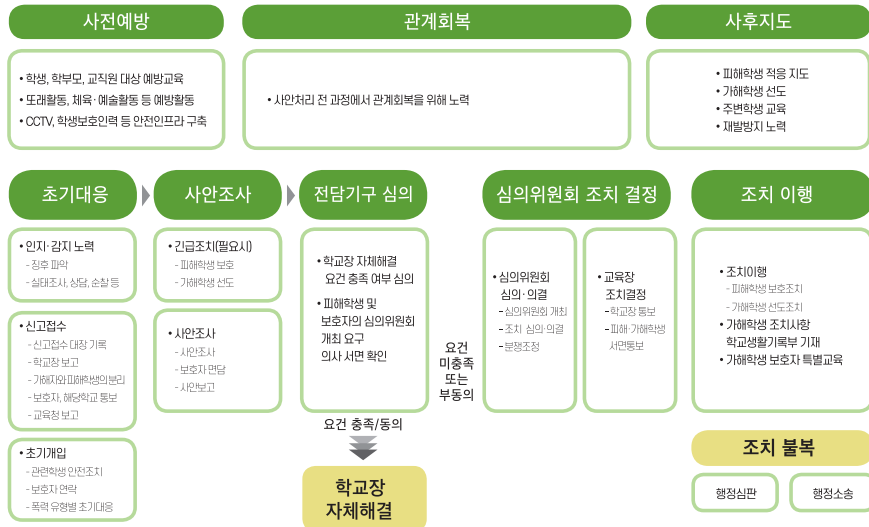 사전예방
관계회복
사후지도
• 학생, 학부모, 교직원 대상 예방교육
• 또래활동, 체육·예술활동 등 예방활동
• CCTV, 학생보호인력 등 안전인프라 구축
• 사안처리 전 과정에서 관계회복을 위해 노력
• 피해학생 적응 지도
• 가해학생 선도
• 주변학생 교육
• 재발방지 노력
초기대응
사안조사
전담기구 심의
심의위원회 조치 결정
조치 이행
• 인지·감지 노력
- 징후 파악
- 실태조사, 상담, 순찰 등
• 신고접수
- 신고접수 대장 기록
- 학교장 보고
- 가해자와 피해학생의 분리
- 보호자, 해당학교 통보
- 교육청 보고
• 초기개입
- 관련학생 안전조치
- 보호자 연락
- 폭력 유형별 초기대응
• 긴급조치(필요시)
- 피해학생 보호
- 가해학생 선도
• 사안조사
- 사안조사
- 보호자 면담
- 사안보고
• 학교장 자체해결
요건 충족 여부 심의
• 피해학생 및
보호자의 심의위원회
개최 요구
의사 서면 확인
요건 충족/동의
학교장
자체해결
요건
미충족
또는
부동의
• 심의위원회
심의·의결
- 심의위원회 개최
- 조치 심의·의결
- 분쟁조정
• 교육장
조치결정
- 학교장 통보
- 피해·가해학생
서면통보
• 조치이행
- 피해학생 보호조치
- 가해학생 선도조치
• 가해학생 조치사항
학교생활기록부 기재
• 가해학생 보호자 특별교육
조치 불복
행정심판
행정소송